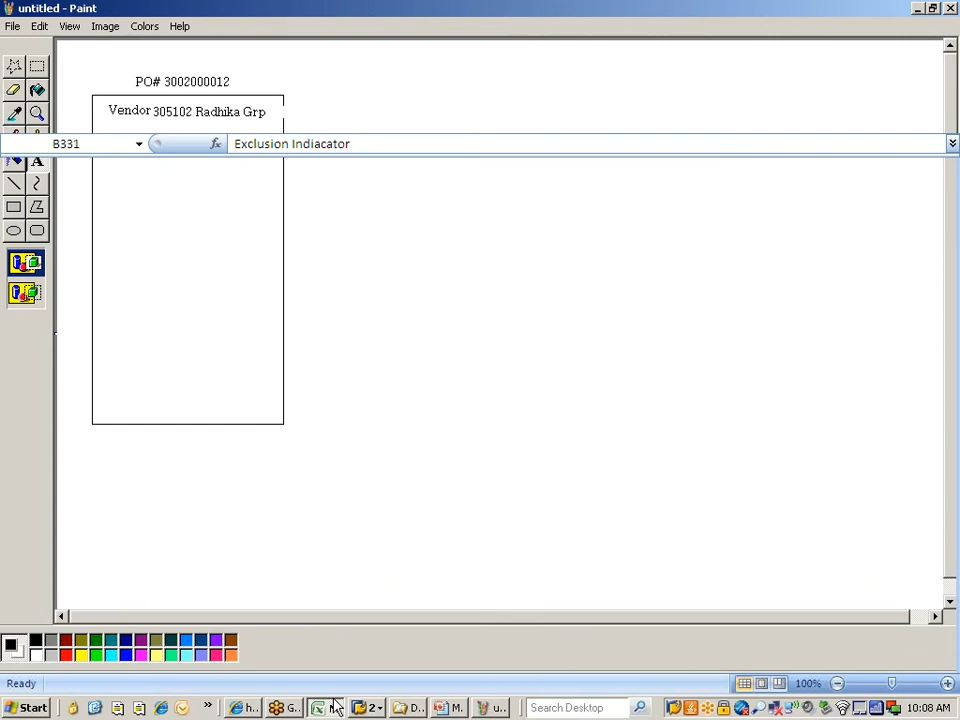 untitled - Paint
File Edit View Image Colors Help
PO# 3002000012
Vendor 305102 Radhika Grp
B331 fx Exclusion Indiacator
A
Ready 100%
Start h.. G.. 2 D.. M. u.. Search Desktop 10:08 AM